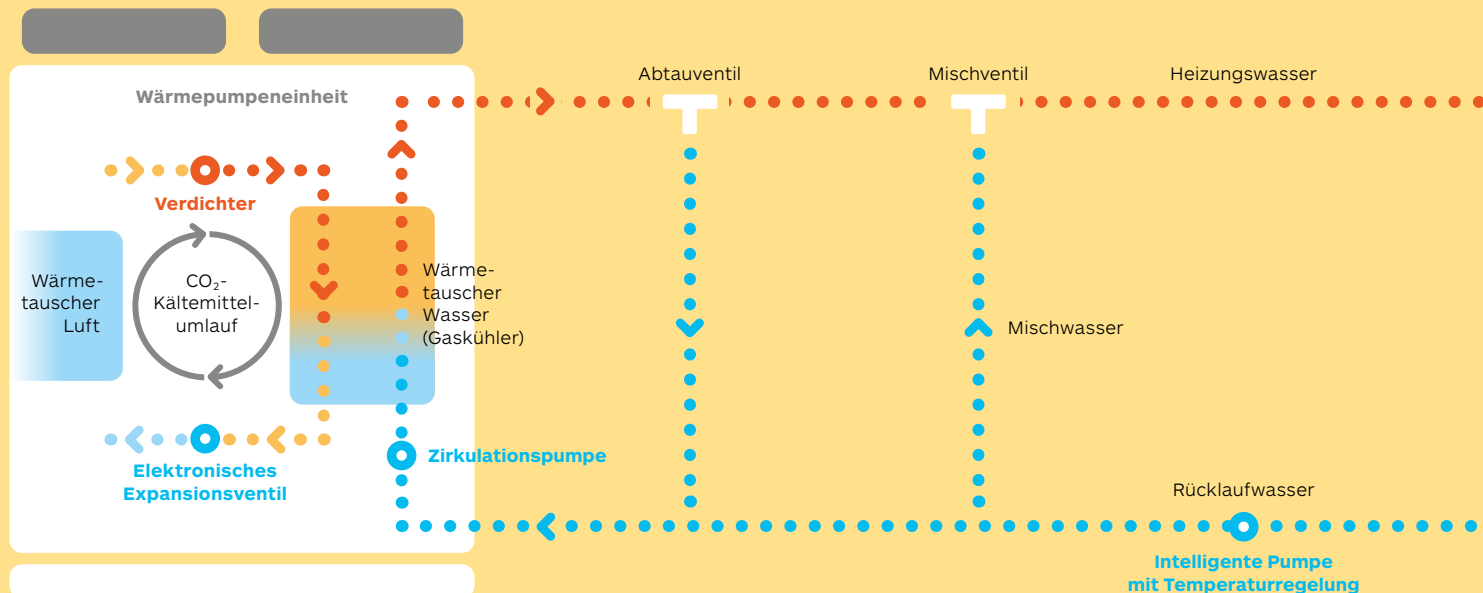 Abtauventil
Mischventil
Heizungswasser
Wärmepumpeneinheit
Verdichter
Wärme-
tauscher
Luft
CO₂-
Kältemittel-
umlauf
Wärme-
tauscher
Wasser
(Gaskühler)
Mischwasser
Elektronisches
Expansionsventil
Zirkulationspumpe
Rücklaufwasser
Intelligente Pumpe
mit Temperaturregelung